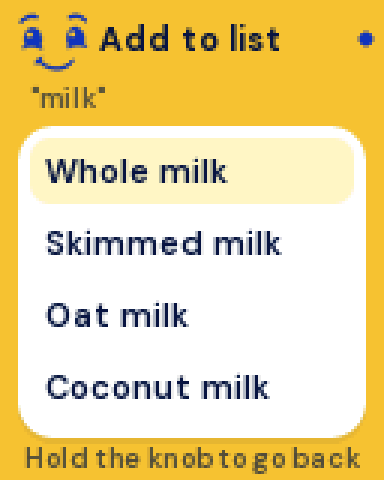 Add to list
"milk"
Whole milk
Skimmed milk
Oat milk
Coconut milk
Hold the knob to go back